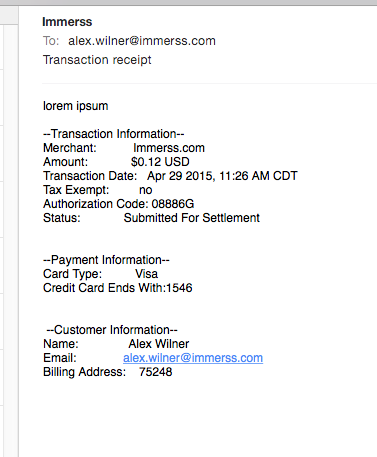 Immerss
To: alex.wilner@immerss.com
Transaction receipt
lorem ipsum
--Transaction Information--
Merchant: Immerss.com
Amount: $0.12 USD
Transaction Date: Apr 29 2015, 11:26 AM CDT
Tax Exempt: no
Authorization Code: 08886G
Status: Submitted For Settlement
--Payment Information--
Card Type: Visa
Credit Card Ends With:1546
--Customer Information--
Name: Alex Wilner
Email: alex.wilner@immerss.com
Billing Address: 75248